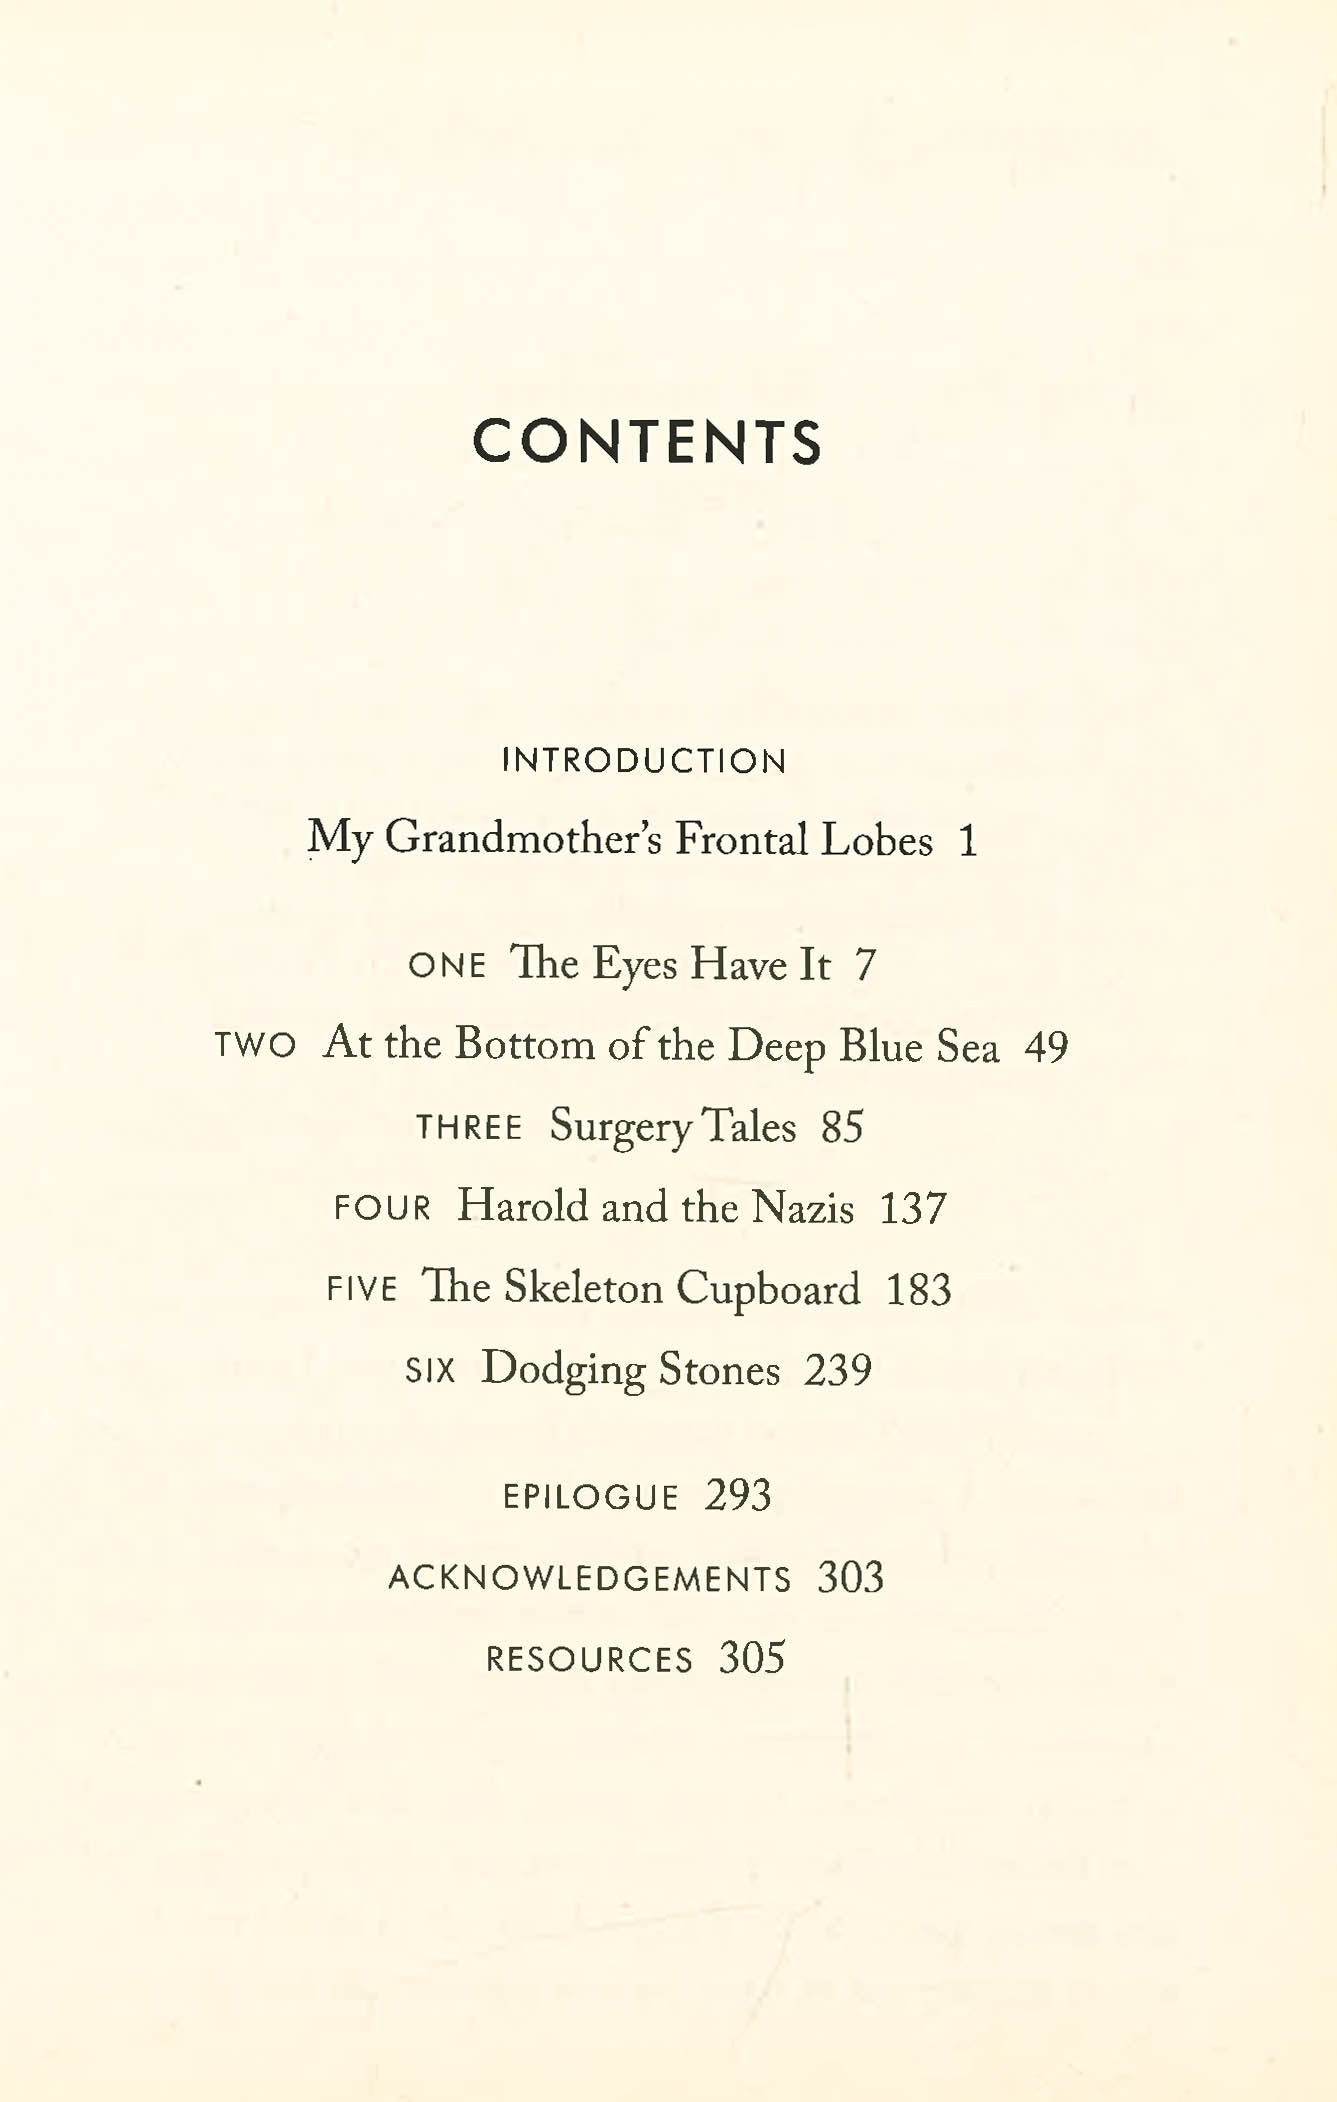 CONTENTS
INTRODUCTION
My Grandmother's Frontal Lobes 1
ONE The Eyes Have It 7
TWO At the Bottom of the Deep Blue Sea 49
THREE Surgery Tales 85
FOUR Harold and the Nazis 137
FIVE The Skeleton Cupboard 183
SIX Dodging Stones 239
EPILOGUE 293
ACKNOWLEDGEMENTS 303
RESOURCES 305